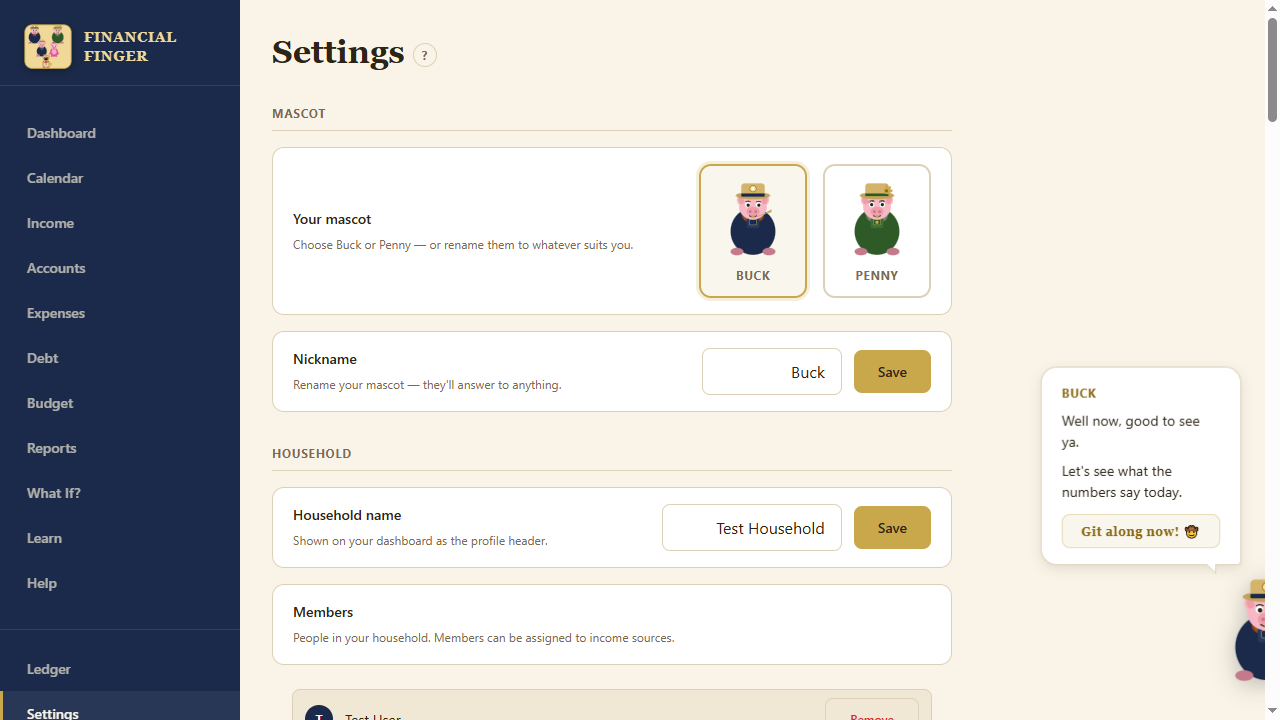 FINANCIAL
FINGER
Dashboard
Calendar
Income
Accounts
Expenses
Debt
Budget
Reports
What If?
Learn
Help
Ledger
Settings
Settings ?
MASCOT
Your mascot
Choose Buck or Penny — or rename them to whatever suits you.
BUCK
PENNY
Nickname
Rename your mascot — they'll answer to anything.
Buck
Save
HOUSEHOLD
Household name
Shown on your dashboard as the profile header.
Test Household
Save
Members
People in your household. Members can be assigned to income sources.
T
Test User
Remove
BUCK
Well now, good to see
ya.
Let's see what the
numbers say today.
Git along now! 🤠